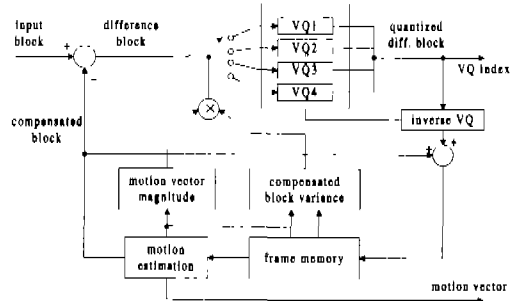 input
block
difference
block
quantized
diff. block
VQ1
VQ2
VQ3
VQ4
VQ index
inverse VQ
compensated
block
motion vector
magnitude
compensated
block variance
motion
estimation
frame memory
motion vector